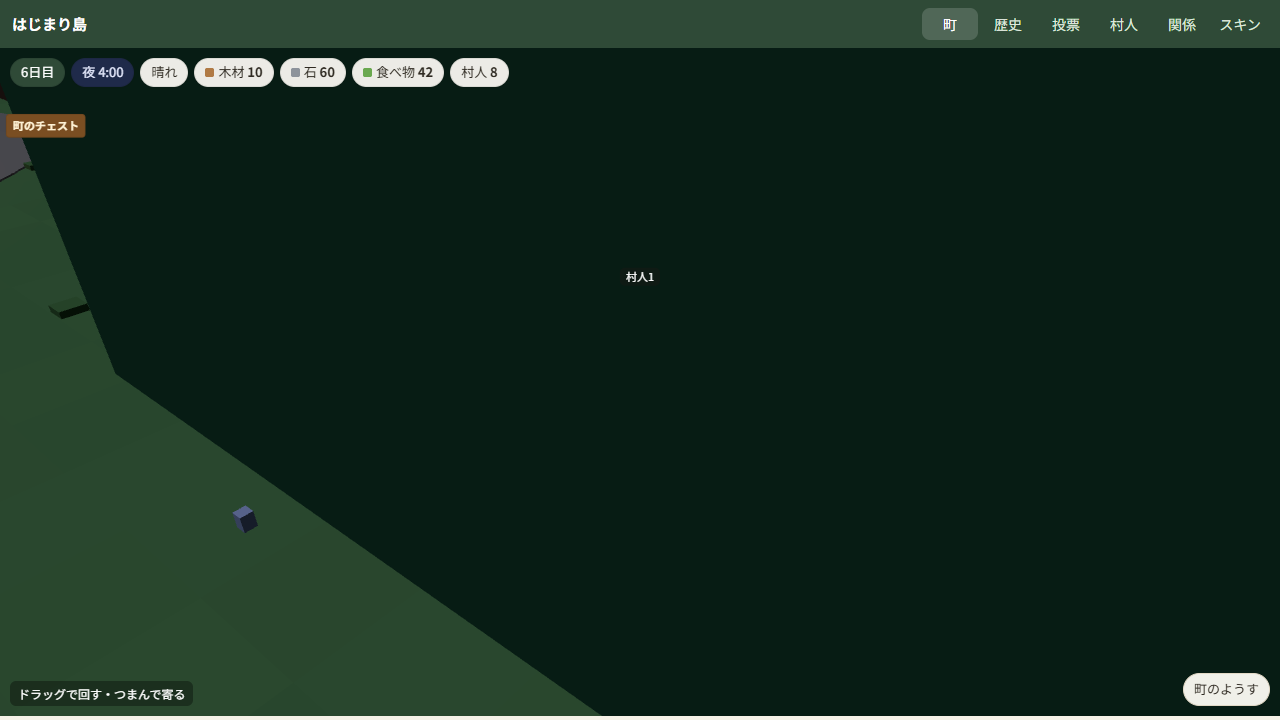 はじまり島
町
歴史
投票
村人
関係
スキン
6日目
夜 4:00
晴れ
木材 10
石 60
食べ物 42
村人 8
町のチェスト
村人1
ドラッグで回す・つまんで寄る
町のようす